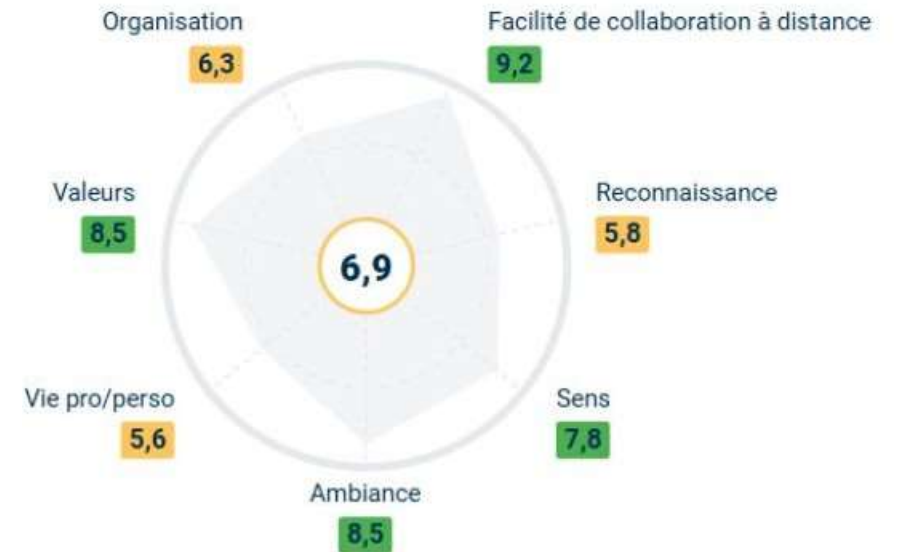 Organisation
6,3
Facilité de collaboration à distance
9,2
Valeurs
8,5
Reconnaissance
5,8
6,9
Vie pro/perso
5,6
Sens
7,8
Ambiance
8,5